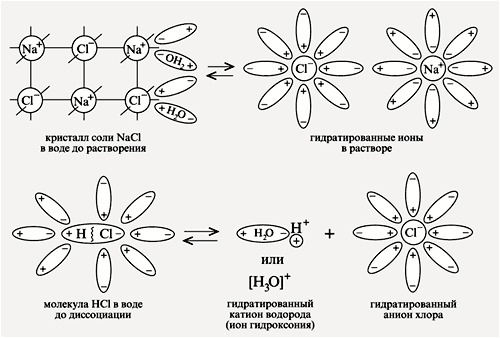 Na⁺ Cl⁻ Na⁺ − +
+ OH₂ −
Cl⁻ Na⁺ Cl⁻ − +
+ H₂O −
кристалл соли NaCl
в воде до растворения
− + Cl⁻ + −
+ − Na⁺ − +
гидратированные ионы
в растворе
+ − + H Cl − + −
молекула HCl в воде
до диссоциации
+ H₂O − H⁺
+
или
[H₃O]⁺
гидратированный
катион водорода
(ион гидроксония)
+
− + Cl⁻ + −
гидратированный
анион хлора